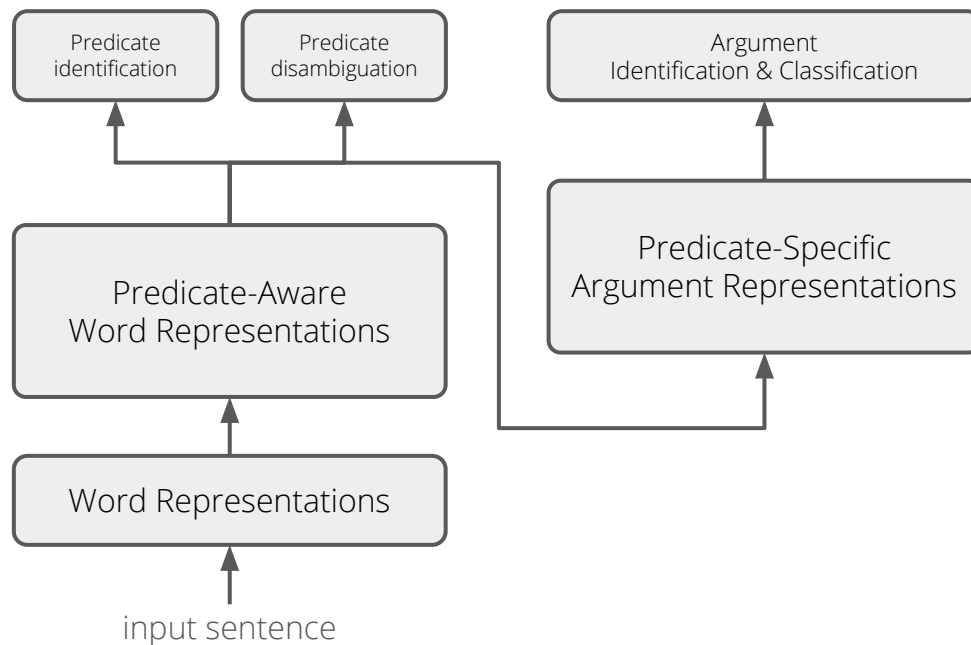 Predicate
identification
Predicate
disambiguation
Argument
Identification & Classification
Predicate-Aware
Word Representations
Predicate-Specific
Argument Representations
Word Representations
input sentence